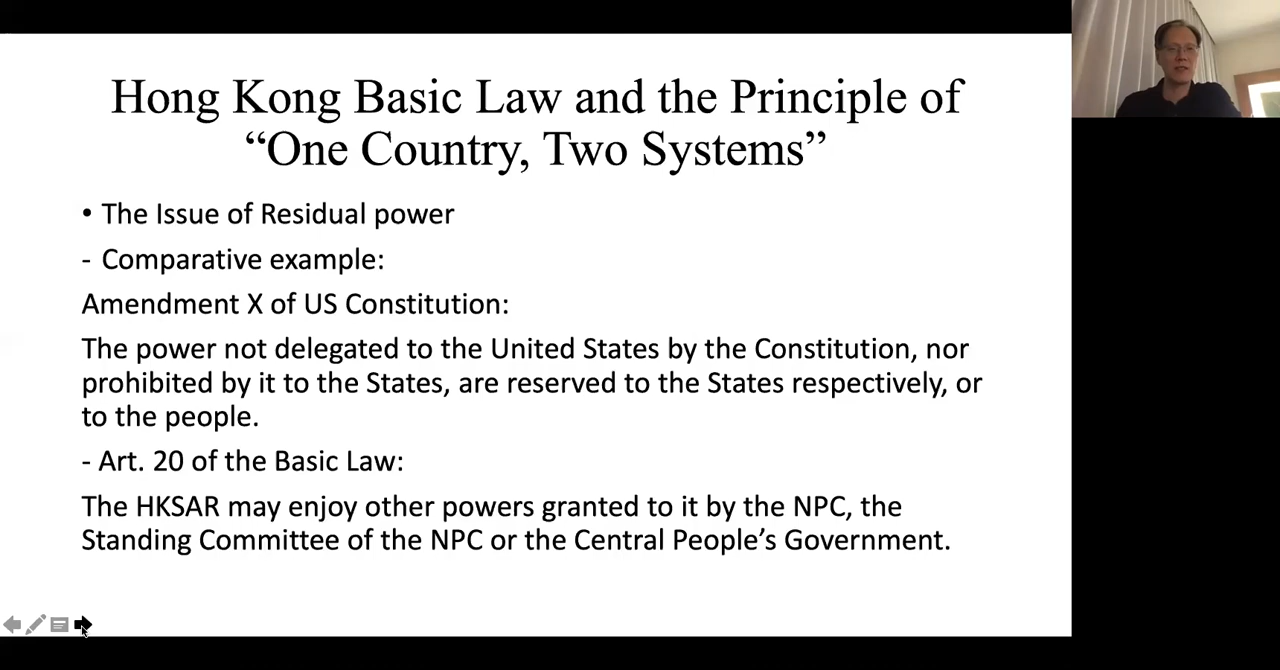 Hong Kong Basic Law and the Principle of
“One Country, Two Systems”
• The Issue of Residual power
- Comparative example:
Amendment X of US Constitution:
The power not delegated to the United States by the Constitution, nor
prohibited by it to the States, are reserved to the States respectively, or
to the people.
- Art. 20 of the Basic Law:
The HKSAR may enjoy other powers granted to it by the NPC, the
Standing Committee of the NPC or the Central People’s Government.